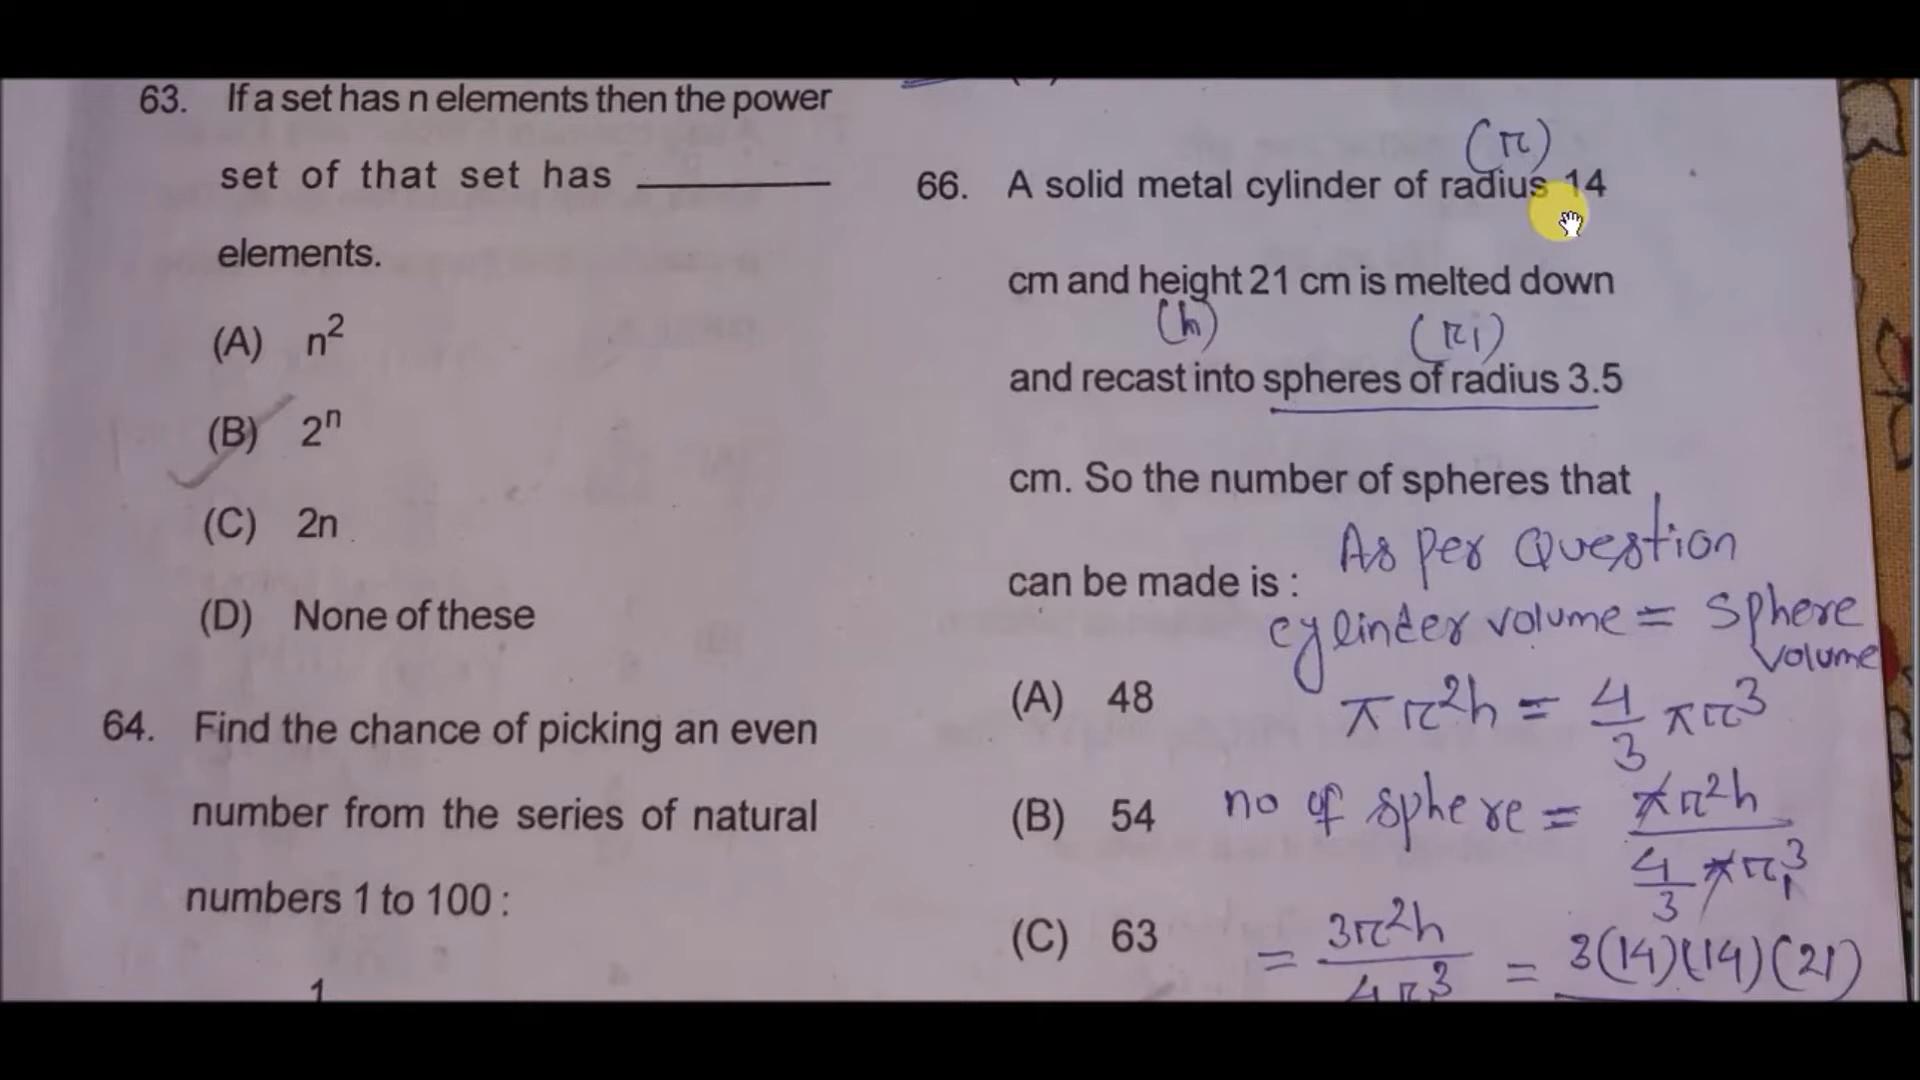 63. If a set has n elements then the power
set of that set has ________
elements.
(A) n²
(B) 2ⁿ
(C) 2n
(D) None of these
64. Find the chance of picking an even
number from the series of natural
numbers 1 to 100 :
1
(r)
66. A solid metal cylinder of radius 14
cm and height 21 cm is melted down
(h) (r1)
and recast into spheres of radius 3.5
cm. So the number of spheres that
can be made is :
As per Question
cylinder volume = sphere
volume
πr²h = 4/3 πr³
(A) 48
(B) 54
no of sphere = πr²h / 4/3 πr₁³
(C) 63
= 3r²h / 4r³ = 3(14)(14)(21)